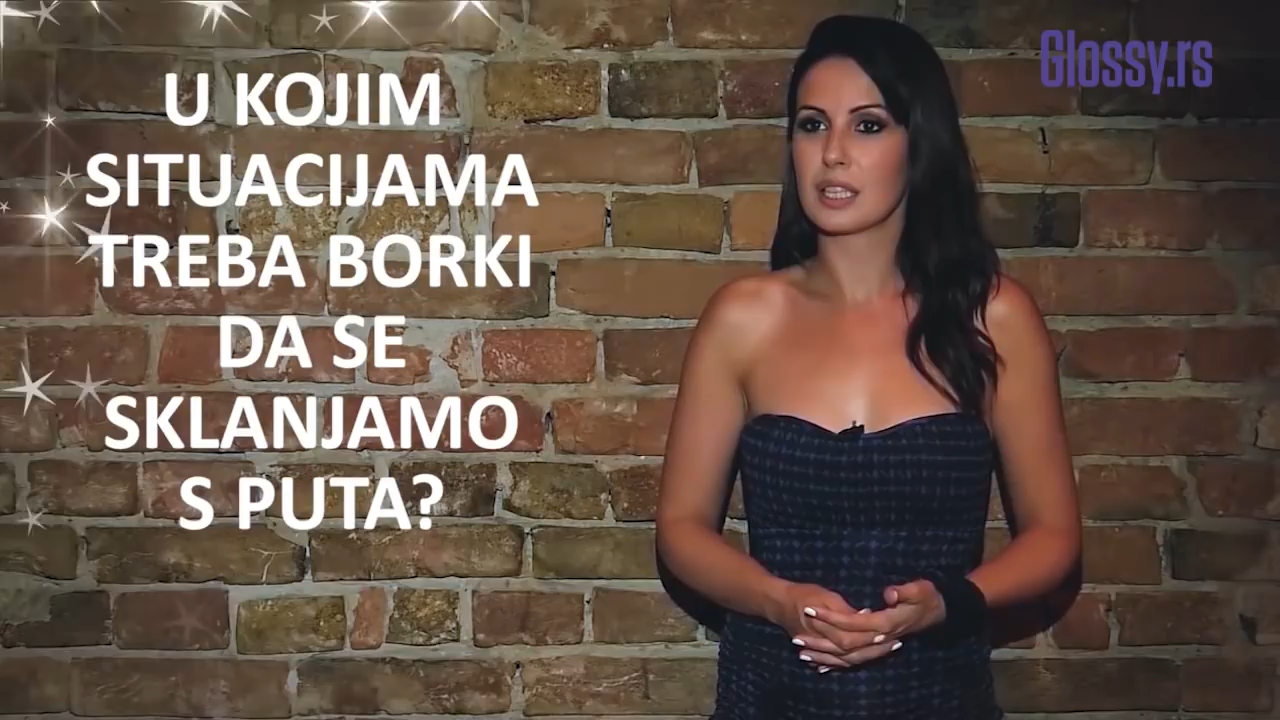 Glossy.rs
U KOJIM
SITUACIJAMA
TREBA BORKI
DA SE
SKLANJAMO
S PUTA?